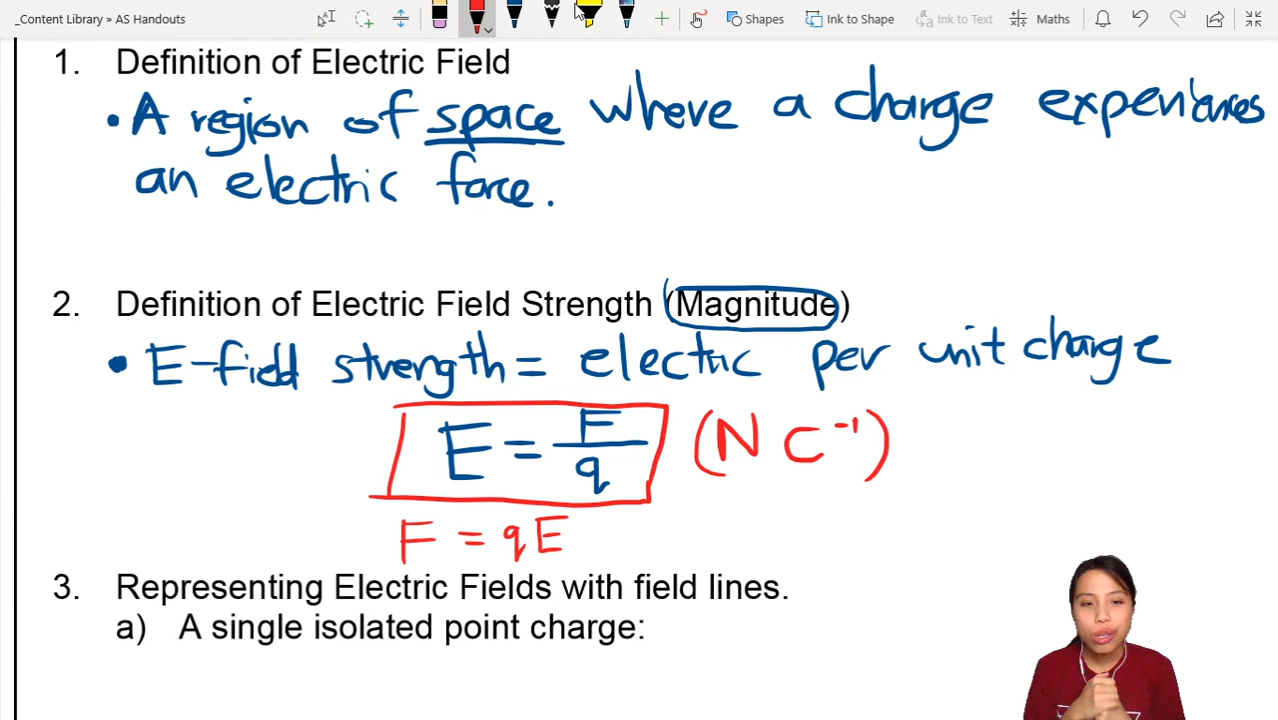 _Content Library » AS Handouts
Shapes
Ink to Shape
Ink to Text
Maths
1. Definition of Electric Field
• A region of space where a charge experiences
an electric force.
2. Definition of Electric Field Strength (Magnitude)
• E-field strength = electric per unit charge
E = F/q (N C⁻¹)
F = qE
3. Representing Electric Fields with field lines.
a) A single isolated point charge: